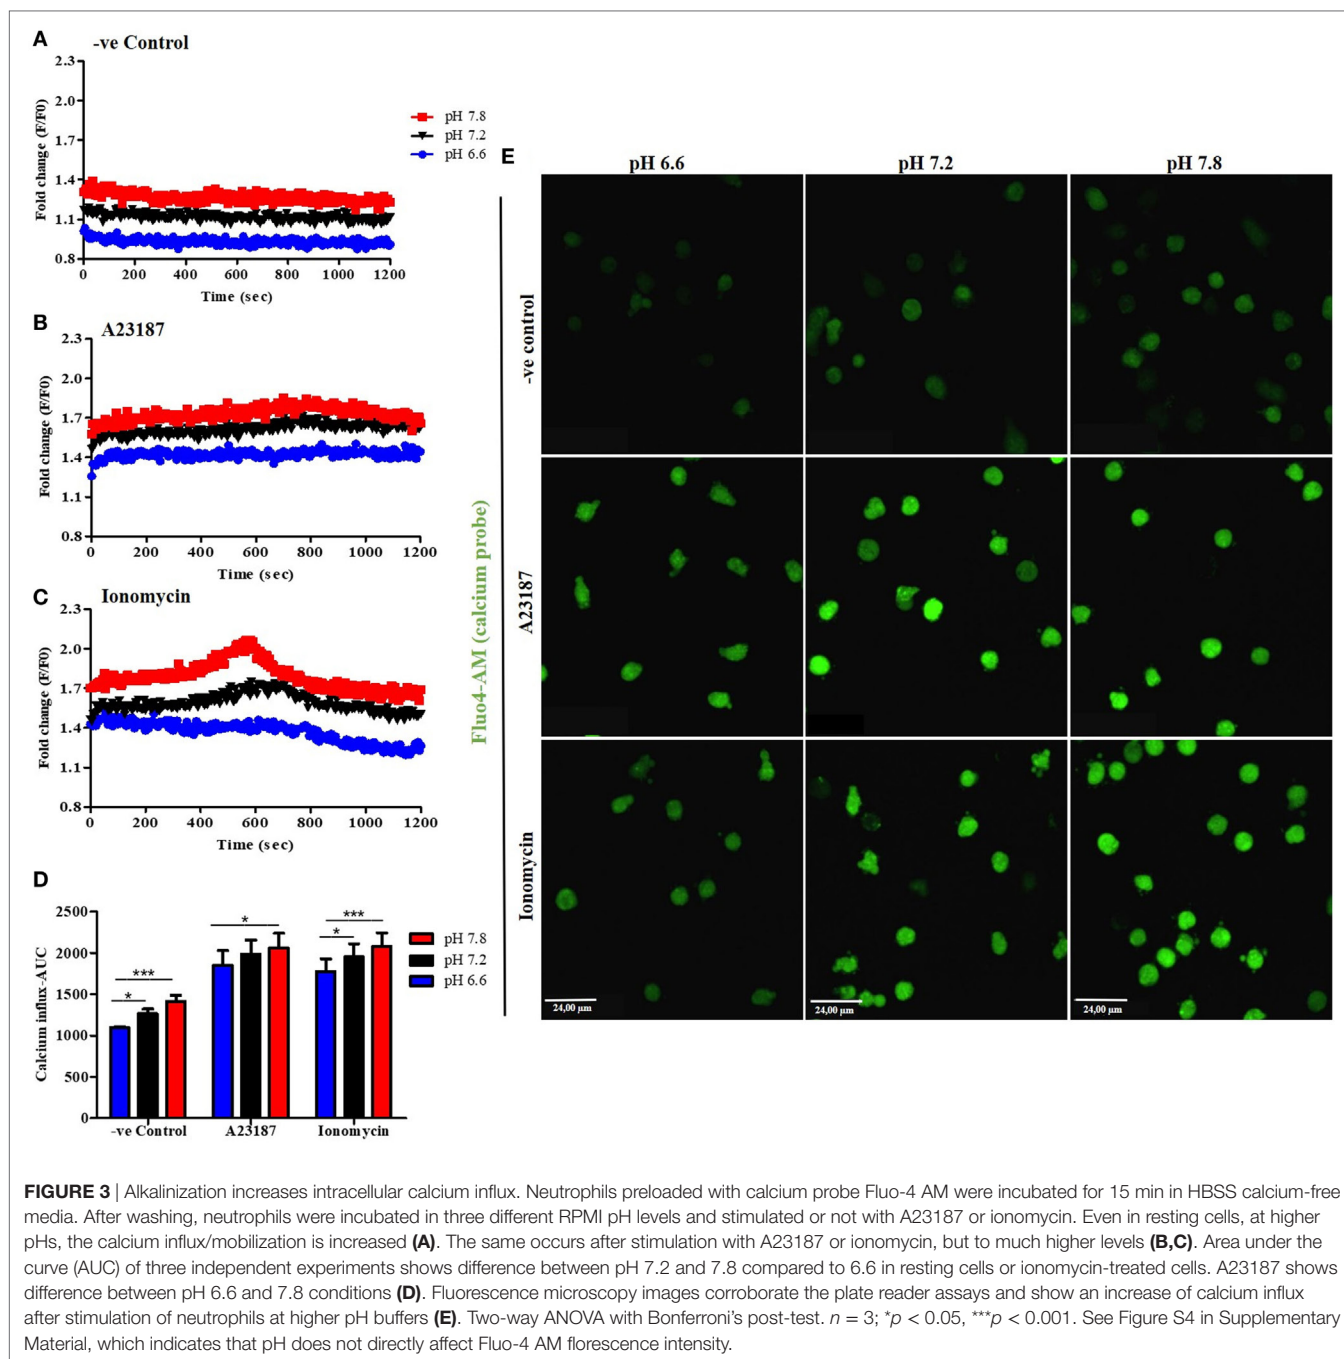 A
-ve Control
2.3
2.0
1.7
1.4
1.1
0.8
Fold change (F/F0)
0 200 400 600 800 1000 1200
Time (sec)
pH 7.8
pH 7.2
pH 6.6
B
A23187
2.3
2.0
1.7
1.4
1.1
0.8
Fold change (F/F0)
0 200 400 600 800 1000 1200
Time (sec)
C
Ionomycin
2.3
2.0
1.7
1.4
1.1
0.8
Fold change (F/F0)
0 200 400 600 800 1000 1200
Time (sec)
D
2500
2000
1500
1000
500
0
Calcium influx-AUC
* ***
*
* ***
-ve Control A23187 Ionomycin
pH 7.8
pH 7.2
pH 6.6
E
pH 6.6 pH 7.2 pH 7.8
Fluo4-AM (calcium probe)
-ve control
A23187
Ionomycin
24,00 µm 24,00 µm 24,00 µm
FIGURE 3 | Alkalinization increases intracellular calcium influx. Neutrophils preloaded with calcium probe Fluo-4 AM were incubated for 15 min in HBSS calcium-free
media. After washing, neutrophils were incubated in three different RPMI pH levels and stimulated or not with A23187 or ionomycin. Even in resting cells, at higher
pHs, the calcium influx/mobilization is increased (A). The same occurs after stimulation with A23187 or ionomycin, but to much higher levels (B,C). Area under the
curve (AUC) of three independent experiments shows difference between pH 7.2 and 7.8 compared to 6.6 in resting cells or ionomycin-treated cells. A23187 shows
difference between pH 6.6 and 7.8 conditions (D). Fluorescence microscopy images corroborate the plate reader assays and show an increase of calcium influx
after stimulation of neutrophils at higher pH buffers (E). Two-way ANOVA with Bonferroni's post-test. n = 3; *p < 0.05, ***p < 0.001. See Figure S4 in Supplementary
Material, which indicates that pH does not directly affect Fluo-4 AM florescence intensity.